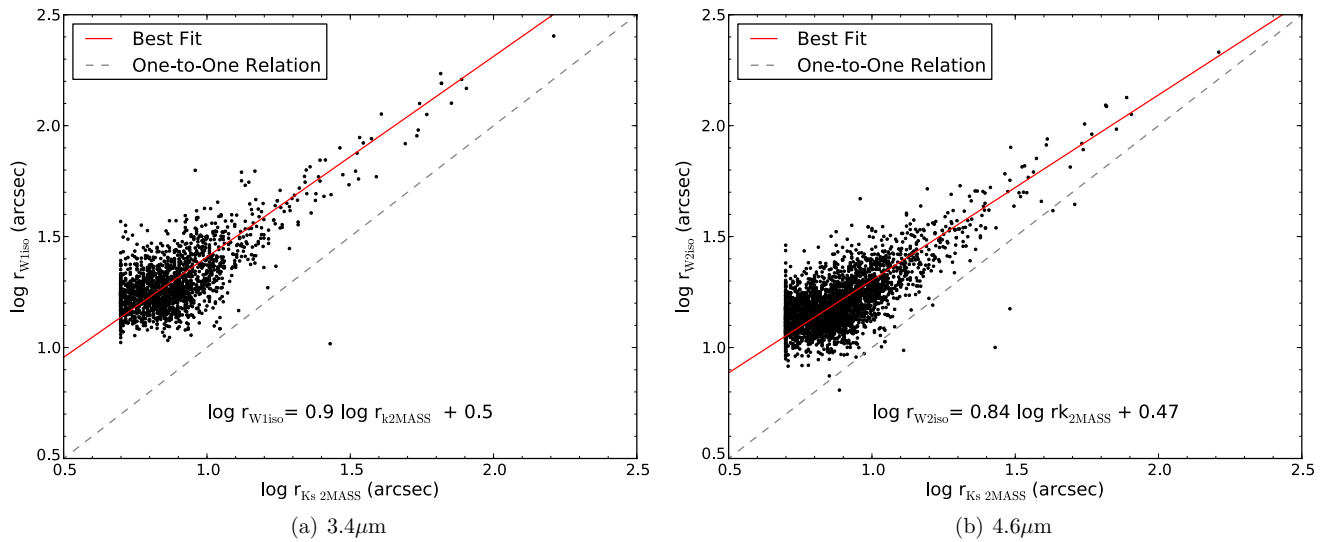 Best Fit
One-to-One Relation
2.5
2.0
1.5
1.0
0.5
log r_W1iso (arcsec)
log r_W1iso = 0.9 log r_k2MASS + 0.5
0.5 1.0 1.5 2.0 2.5
log r_Ks 2MASS (arcsec)
(a) 3.4μm
Best Fit
One-to-One Relation
2.5
2.0
1.5
1.0
0.5
log r_W2iso (arcsec)
log r_W2iso = 0.84 log rk_2MASS + 0.47
0.5 1.0 1.5 2.0 2.5
log r_Ks 2MASS (arcsec)
(b) 4.6μm